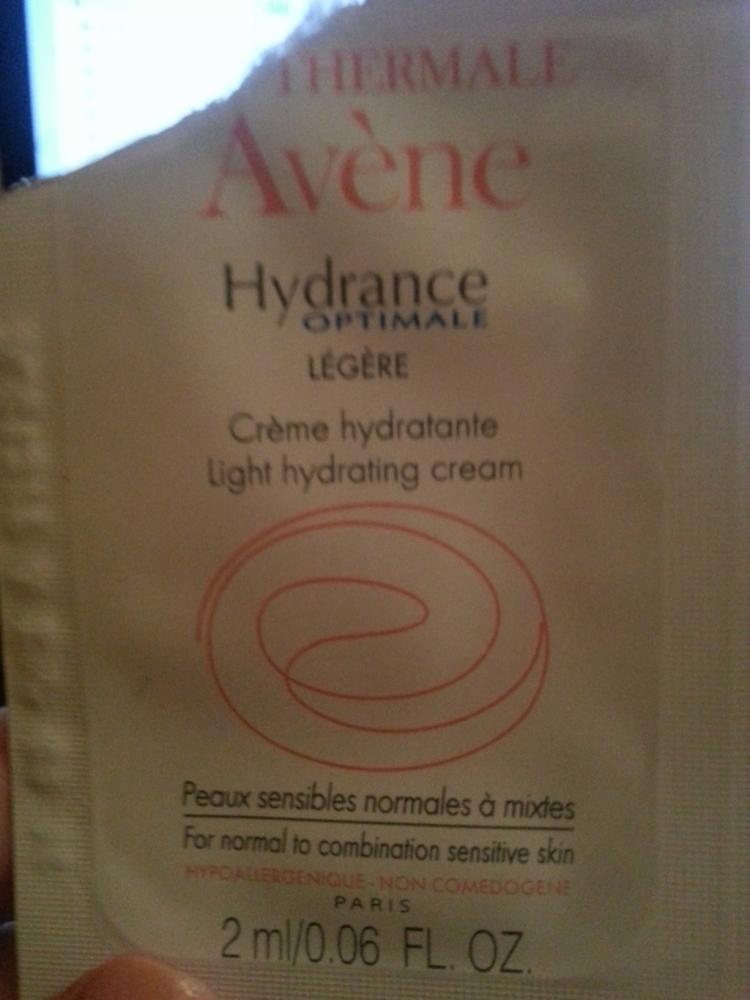 THERMALE
Avène
Hydrance
OPTIMALE
LÉGÈRE
Crème hydratante
Light hydrating cream
Peaux sensibles normales à mixtes
For normal to combination sensitive skin
HYPOALLERGENIQUE - NON COMEDOGENE
PARIS
2 ml/0.06 FL. OZ.